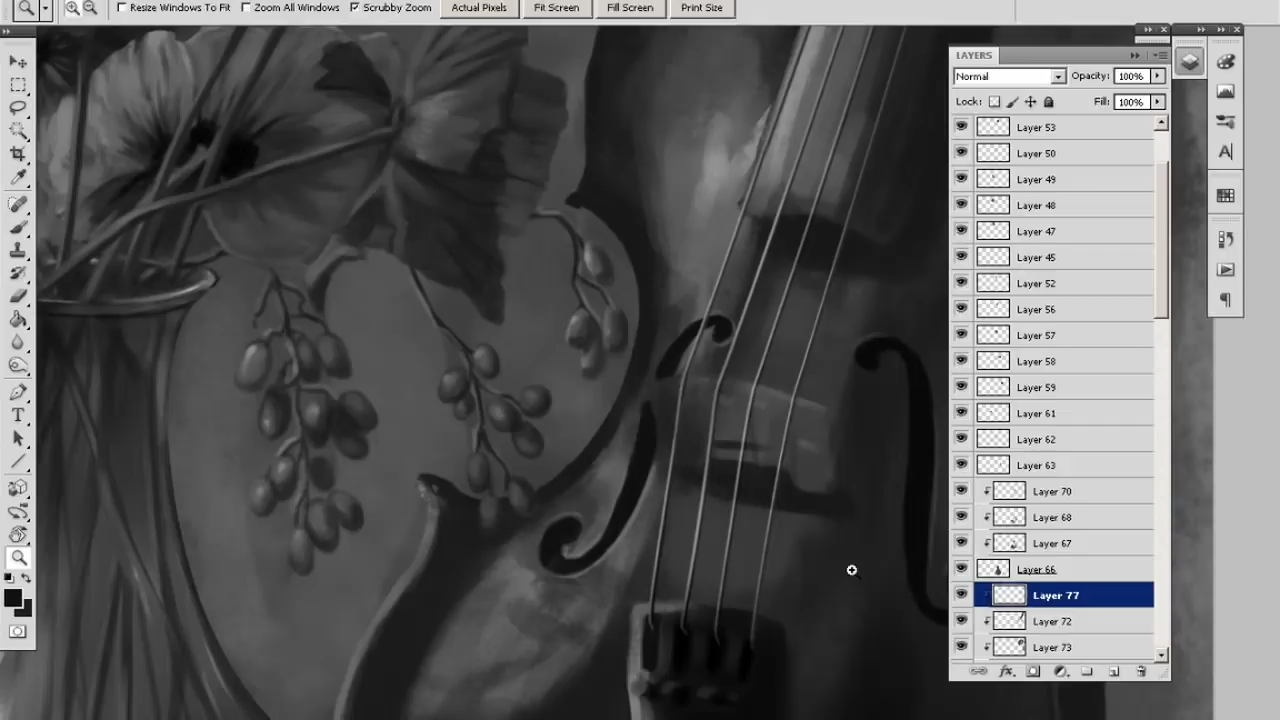 Resize Windows To Fit Zoom All Windows Scrubby Zoom Actual Pixels Fit Screen Fill Screen Print Size
LAYERS
Normal Opacity: 100%
Lock: Fill: 100%
Layer 53
Layer 50
Layer 49
Layer 48
Layer 47
Layer 45
Layer 52
Layer 56
Layer 57
Layer 58
Layer 59
Layer 61
Layer 62
Layer 63
Layer 70
Layer 68
Layer 67
Layer 66
Layer 77
Layer 72
Layer 73